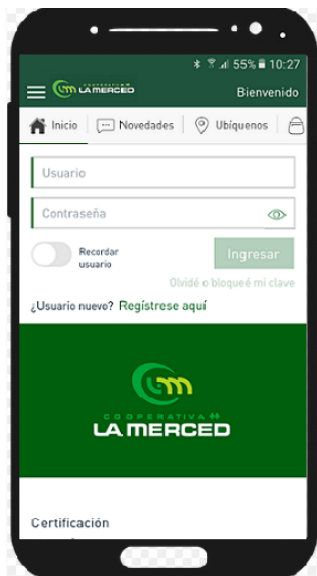 55% 10:27
COOPERATIVA
LA MERCED
Bienvenido
Inicio
Novedades
Ubíquenos
Usuario
Contraseña
Recordar
usuario
Ingresar
Olvidé o bloqueé mi clave
¿Usuario nuevo? Regístrese aquí
COOPERATIVA
LA MERCED
Certificación